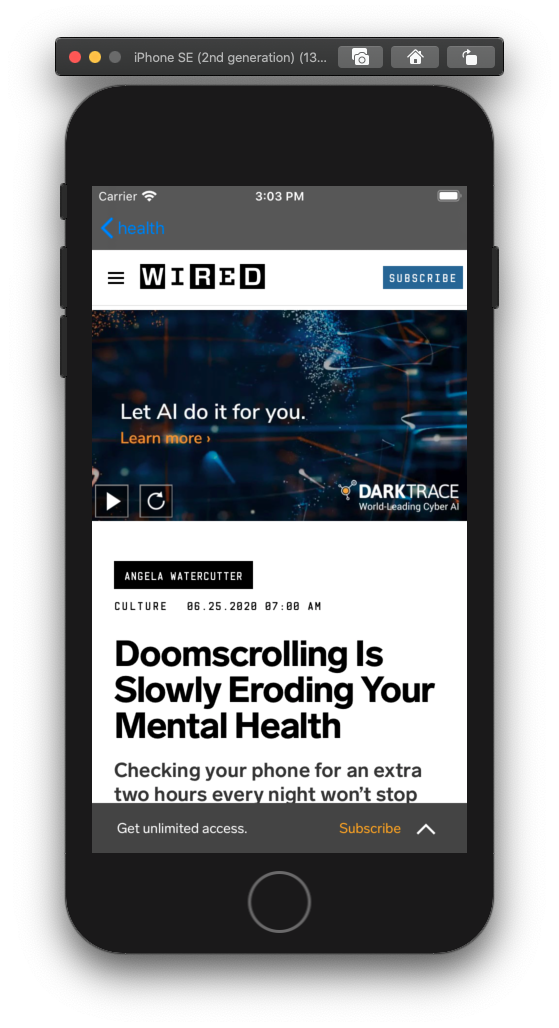 iPhone SE (2nd generation) (13...
Carrier 3:03 PM
health
WIRED SUBSCRIBE
Let AI do it for you.
Learn more ›
DARKTRACE
World-Leading Cyber AI
ANGELA WATERCUTTER
CULTURE 06.25.2020 07:00 AM
Doomscrolling Is
Slowly Eroding Your
Mental Health
Checking your phone for an extra
two hours every night won’t stop
Get unlimited access. Subscribe